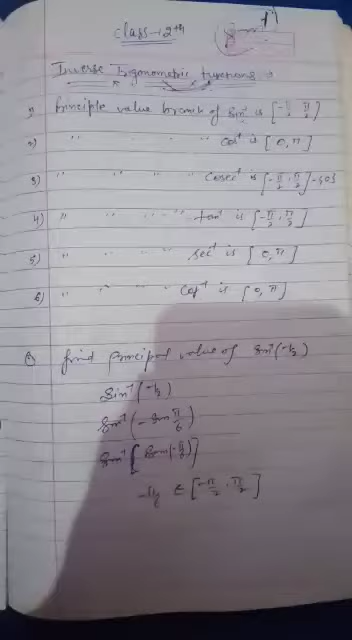 Class-12th
Inverse Trigonometric functions :
1) Principle value branch of sin⁻¹ is [-π/2, π/2]
2) " " " " cos⁻¹ is [0, π]
3) " " " " cosec⁻¹ is [-π/2, π/2] - {0}
4) " " " " tan⁻¹ is [-π/2, π/2]
5) " " " " sec⁻¹ is [0, π]
6) " " " " Cot⁻¹ is [0, π]
Q find principal value of sin⁻¹(-½)
Sin⁻¹(-½)
Sin⁻¹(-Sin π/6)
Sin⁻¹[Sin(-π/6)]
-π/6 ∈ [-π/2, π/2]